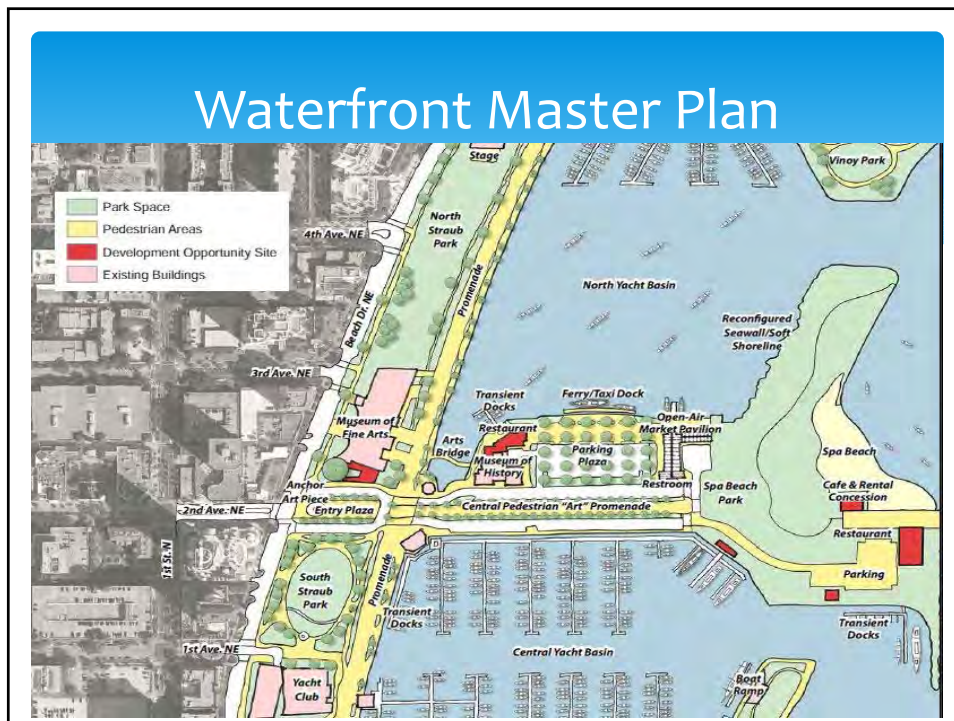 Waterfront Master Plan
Stage
Vinoy Park
Park Space
Pedestrian Areas
Development Opportunity Site
Existing Buildings
4th Ave. NE
North
Straub
Park
Promenade
Beach Dr. NE
North Yacht Basin
Reconfigured
Seawall/Soft
Shoreline
3rd Ave. NE
Transient
Docks
Ferry/Taxi Dock
Open-Air
Market Pavilion
Restaurant
Museum of
Fine Arts
Arts
Bridge
Parking
Plaza
Museum of
History
Spa Beach
Restroom
Spa Beach
Park
Cafe & Rental
Concession
Anchor
Art Piece
2nd Ave. NE
Entry Plaza
Central Pedestrian "Art" Promenade
Restaurant
1st St. N
South
Straub
Park
Promenade
Parking
Transient
Docks
Transient
Docks
1st Ave. NE
Central Yacht Basin
Yacht
Club
Boat
Ramp